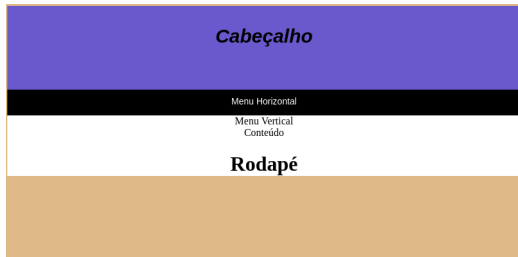 Cabeçalho
Menu Horizontal
Menu Vertical
Conteúdo
Rodapé